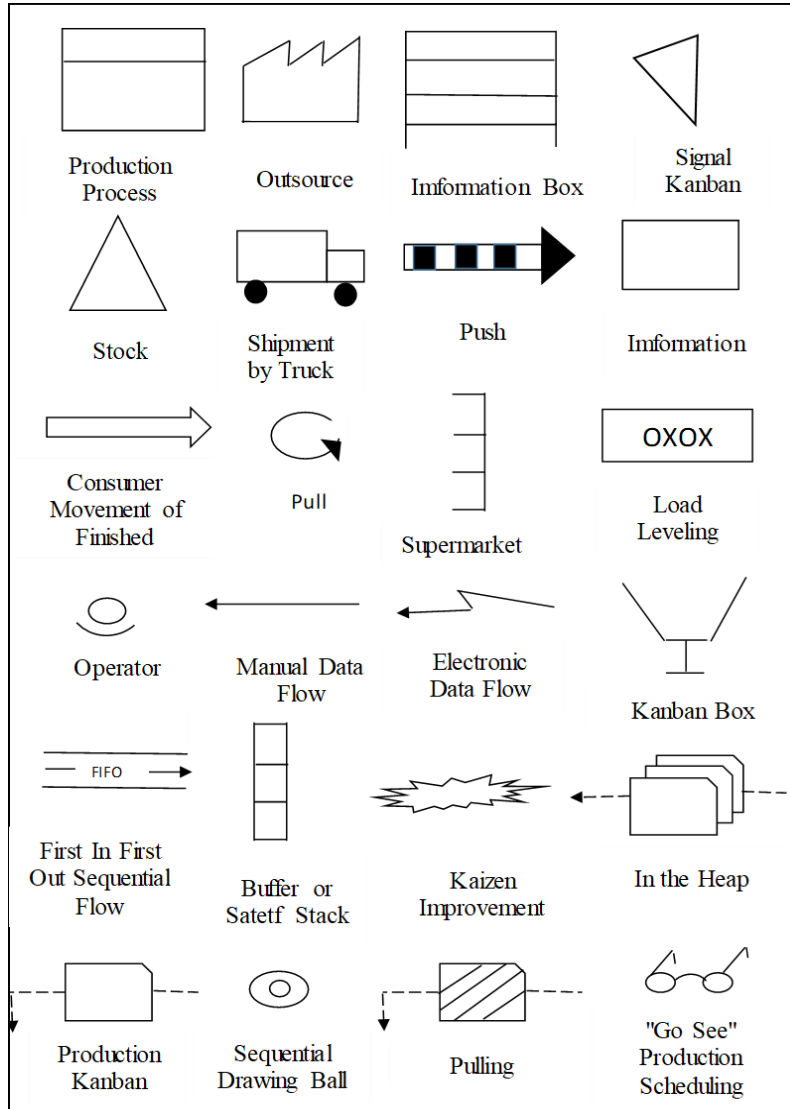 Production
Process
Outsource
Imformation Box
Signal
Kanban
Stock
Shipment
by Truck
Push
Imformation
Consumer
Movement of
Finished
Pull
Supermarket
OXOX
Load
Leveling
Operator
Manual Data
Flow
Electronic
Data Flow
Kanban Box
FIFO
First In First
Out Sequential
Flow
Buffer or
Satetf Stack
Kaizen
Improvement
In the Heap
Production
Kanban
Sequential
Drawing Ball
Pulling
"Go See"
Production
Scheduling